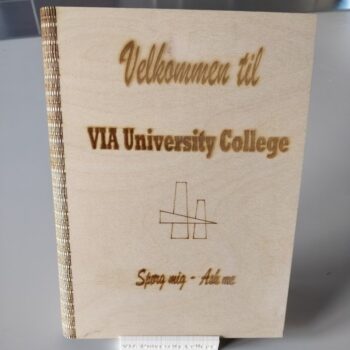 Velkommen til
VIA University College
Spørg mig - Ask me